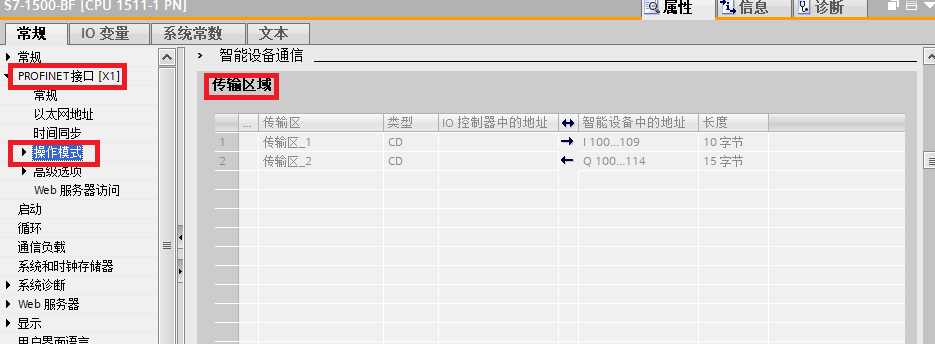 S7-1500-BF [CPU 1511-1 PN]
属性 信息 诊断
常规 IO 变量 系统常数 文本
常规
PROFINET 接口 [X1]
常规
以太网地址
时间同步
操作模式
高级选项
Web 服务器访问
启动
循环
通信负载
系统和时钟存储器
系统诊断
Web 服务器
显示
用户界面语言
智能设备通信
传输区域
... 传输区 类型 IO 控制器中的地址 ↔ 智能设备中的地址 长度
1 传输区_1 CD → I 100...109 10 字节
2 传输区_2 CD ← Q 100...114 15 字节